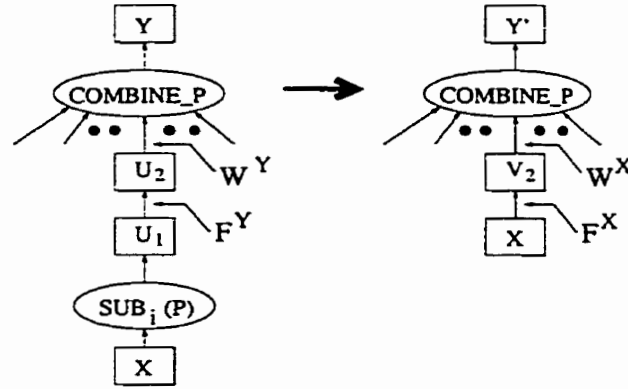 Y
COMBINE_P
U2
W^Y
F^Y
U1
SUBi (P)
X
Y'
COMBINE_P
V2
W^X
F^X
X